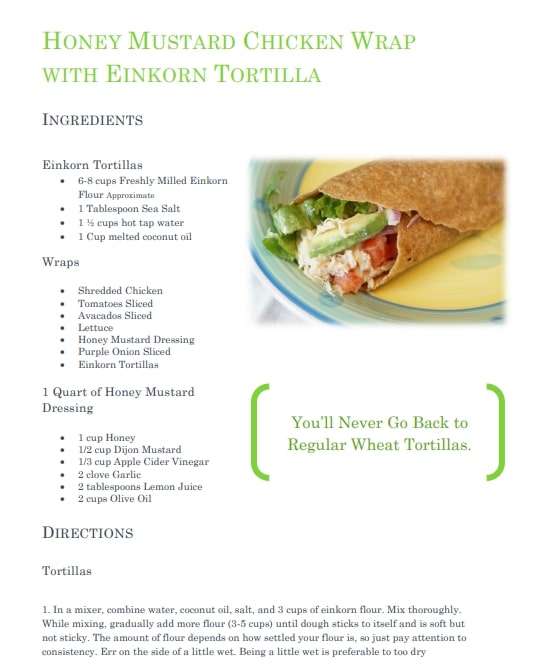 Honey Mustard Chicken Wrap
with Einkorn Tortilla
Ingredients
Einkorn Tortillas
• 6-8 cups Freshly Milled Einkorn
Flour Approximate
• 1 Tablespoon Sea Salt
• 1 ½ cups hot tap water
• 1 Cup melted coconut oil
Wraps
• Shredded Chicken
• Tomatoes Sliced
• Avacados Sliced
• Lettuce
• Honey Mustard Dressing
• Purple Onion Sliced
• Einkorn Tortillas
1 Quart of Honey Mustard
Dressing
• 1 cup Honey
• 1/2 cup Dijon Mustard
• 1/3 cup Apple Cider Vinegar
• 2 clove Garlic
• 2 tablespoons Lemon Juice
• 2 cups Olive Oil
You'll Never Go Back to
Regular Wheat Tortillas.
Directions
Tortillas
1. In a mixer, combine water, coconut oil, salt, and 3 cups of einkorn flour. Mix thoroughly.
While mixing, gradually add more flour (3-5 cups) until dough sticks to itself and is soft but
not sticky. The amount of flour depends on how settled your flour is, so just pay attention to
consistency. Err on the side of a little wet. Being a little wet is preferable to too dry